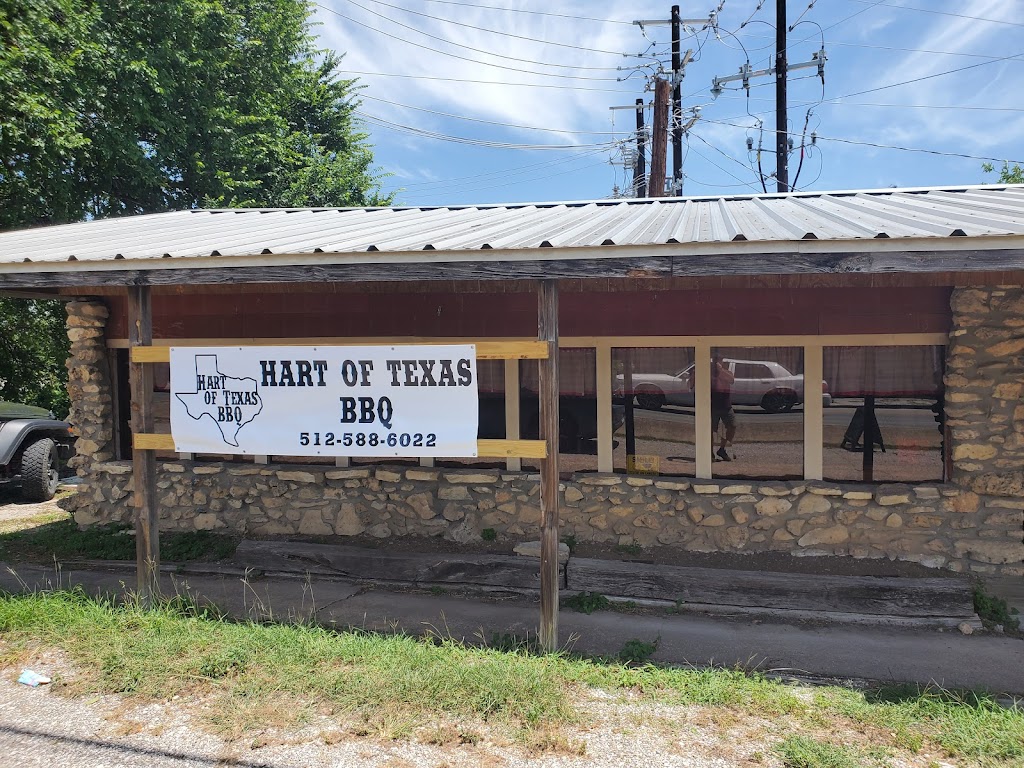 HART
OF TEXAS
BBQ
HART OF TEXAS
BBQ
512-588-6022